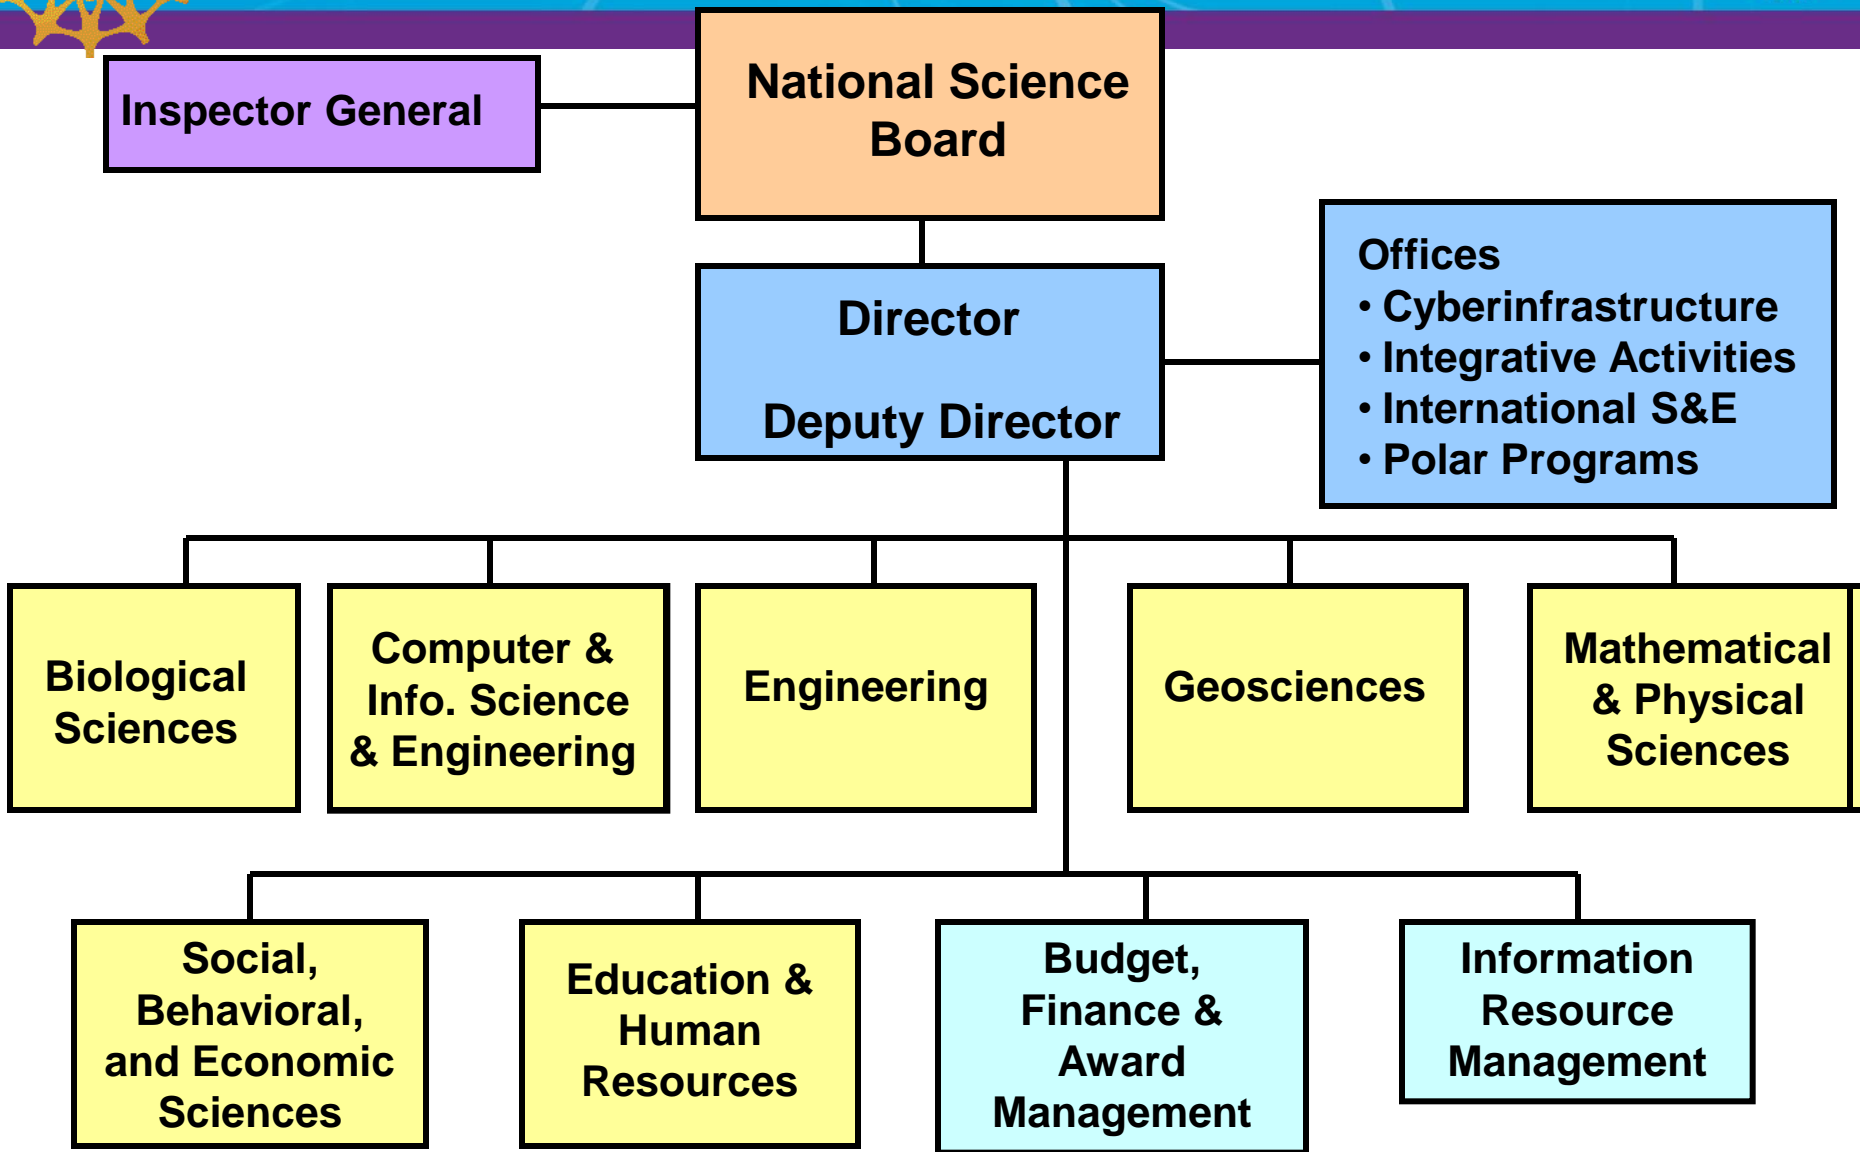 National Science
Board
Inspector General
Director
Deputy Director
Offices
• Cyberinfrastructure
• Integrative Activities
• International S&E
• Polar Programs
Biological
Sciences
Computer &
Info. Science
& Engineering
Engineering
Geosciences
Mathematical
& Physical
Sciences
Social,
Behavioral,
and Economic
Sciences
Education &
Human
Resources
Budget,
Finance &
Award
Management
Information
Resource
Management